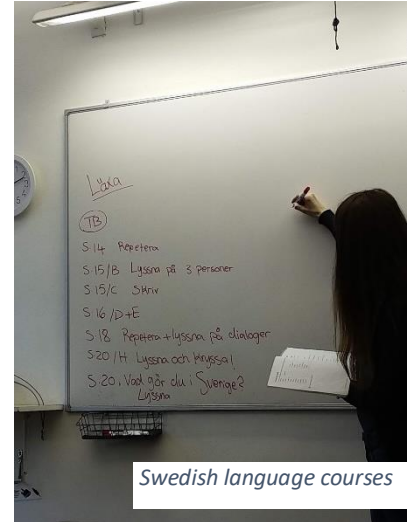 Läxa
TB
S.14 Repetera
S.15/B Lyssna på 3 personer
S.15/C Skriv
S.16/D+E
S.18 Repetera + lyssna på dialoger
S.20/H Lyssna och kryssa!
S.20, Vad gör du i Sverige?
Lyssna
Swedish language courses